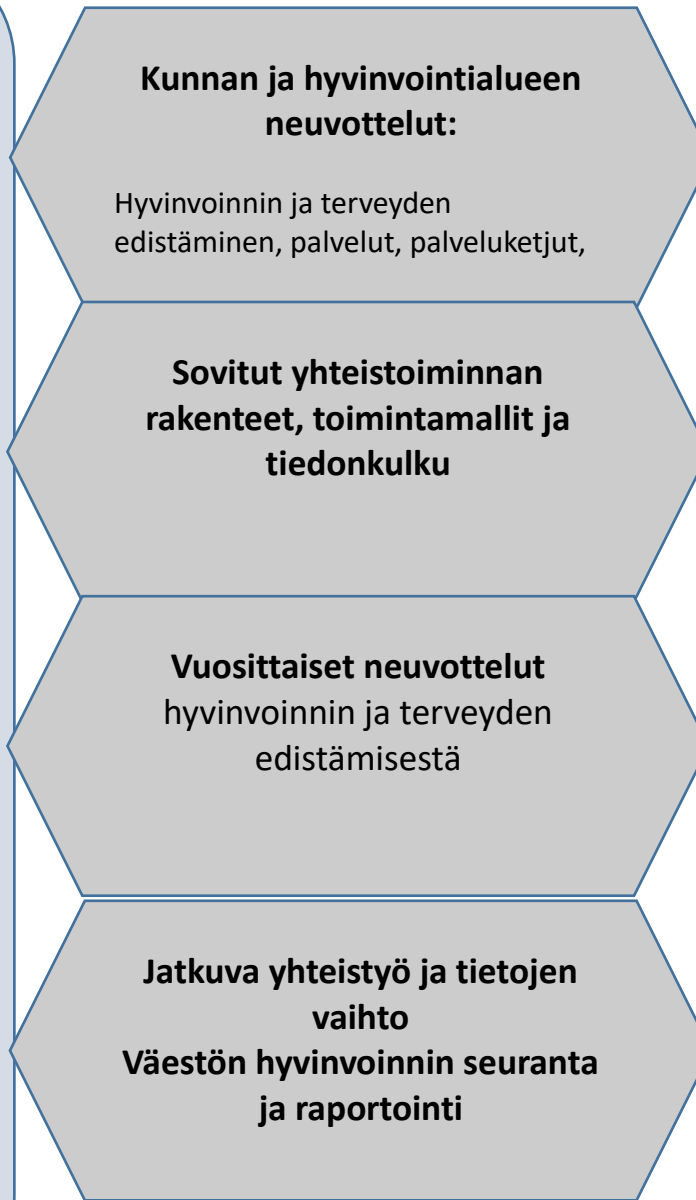 Kunnan ja hyvinvointialueen
neuvottelut:
Hyvinvoinnin ja terveyden
edistäminen, palvelut, palveluketjut,
Sovitut yhteistoiminnan
rakenteet, toimintamallit ja
tiedonkulku
Vuosittaiset neuvottelut
hyvinvoinnin ja terveyden
edistämisestä
Jatkuva yhteistyö ja tietojen
vaihto
Väestön hyvinvoinnin seuranta
ja raportointi